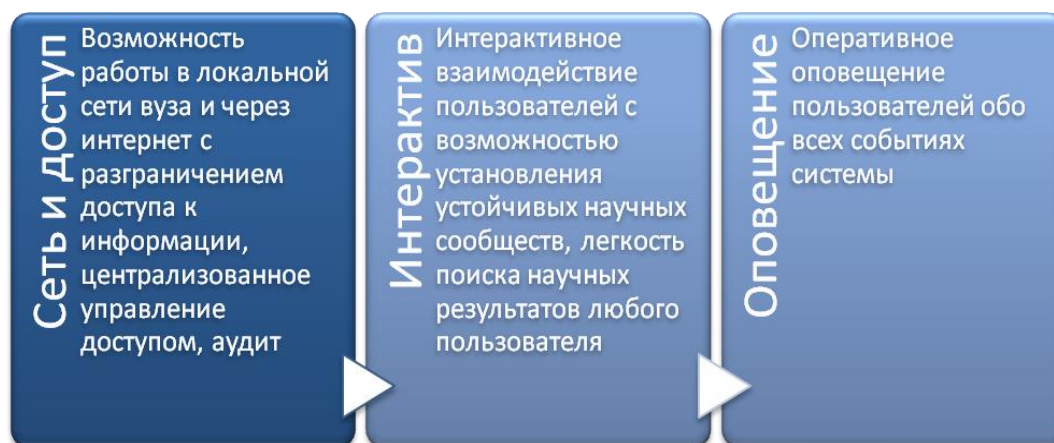 Сеть и доступ
Возможность
работы в локальной
сети вуза и через
интернет с
разграничением
доступа к
информации,
централизованное
управление
доступом, аудит
Интерактив
Интерактивное
взаимодействие
пользователей с
возможностью
установления
устойчивых научных
сообществ, легкость
поиска научных
результатов любого
пользователя
Оповещение
Оперативное
оповещение
пользователей обо
всех событиях
системы